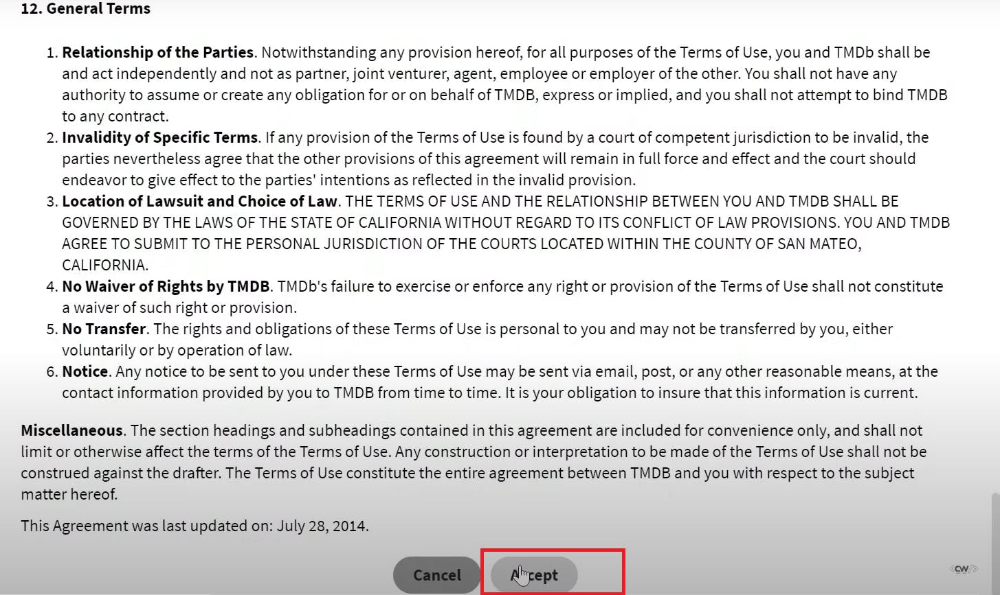 12. General Terms
1. Relationship of the Parties. Notwithstanding any provision hereof, for all purposes of the Terms of Use, you and TMDb shall be
and act independently and not as partner, joint venturer, agent, employee or employer of the other. You shall not have any
authority to assume or create any obligation for or on behalf of TMDB, express or implied, and you shall not attempt to bind TMDB
to any contract.
2. Invalidity of Specific Terms. If any provision of the Terms of Use is found by a court of competent jurisdiction to be invalid, the
parties nevertheless agree that the other provisions of this agreement will remain in full force and effect and the court should
endeavor to give effect to the parties' intentions as reflected in the invalid provision.
3. Location of Lawsuit and Choice of Law. THE TERMS OF USE AND THE RELATIONSHIP BETWEEN YOU AND TMDB SHALL BE
GOVERNED BY THE LAWS OF THE STATE OF CALIFORNIA WITHOUT REGARD TO ITS CONFLICT OF LAW PROVISIONS. YOU AND TMDB
AGREE TO SUBMIT TO THE PERSONAL JURISDICTION OF THE COURTS LOCATED WITHIN THE COUNTY OF SAN MATEO,
CALIFORNIA.
4. No Waiver of Rights by TMDB. TMDb's failure to exercise or enforce any right or provision of the Terms of Use shall not constitute
a waiver of such right or provision.
5. No Transfer. The rights and obligations of these Terms of Use is personal to you and may not be transferred by you, either
voluntarily or by operation of law.
6. Notice. Any notice to be sent to you under these Terms of Use may be sent via email, post, or any other reasonable means, at the
contact information provided by you to TMDB from time to time. It is your obligation to insure that this information is current.
Miscellaneous. The section headings and subheadings contained in this agreement are included for convenience only, and shall not
limit or otherwise affect the terms of the Terms of Use. Any construction or interpretation to be made of the Terms of Use shall not be
construed against the drafter. The Terms of Use constitute the entire agreement between TMDB and you with respect to the subject
matter hereof.
This Agreement was last updated on: July 28, 2014.
Cancel Accept
CW